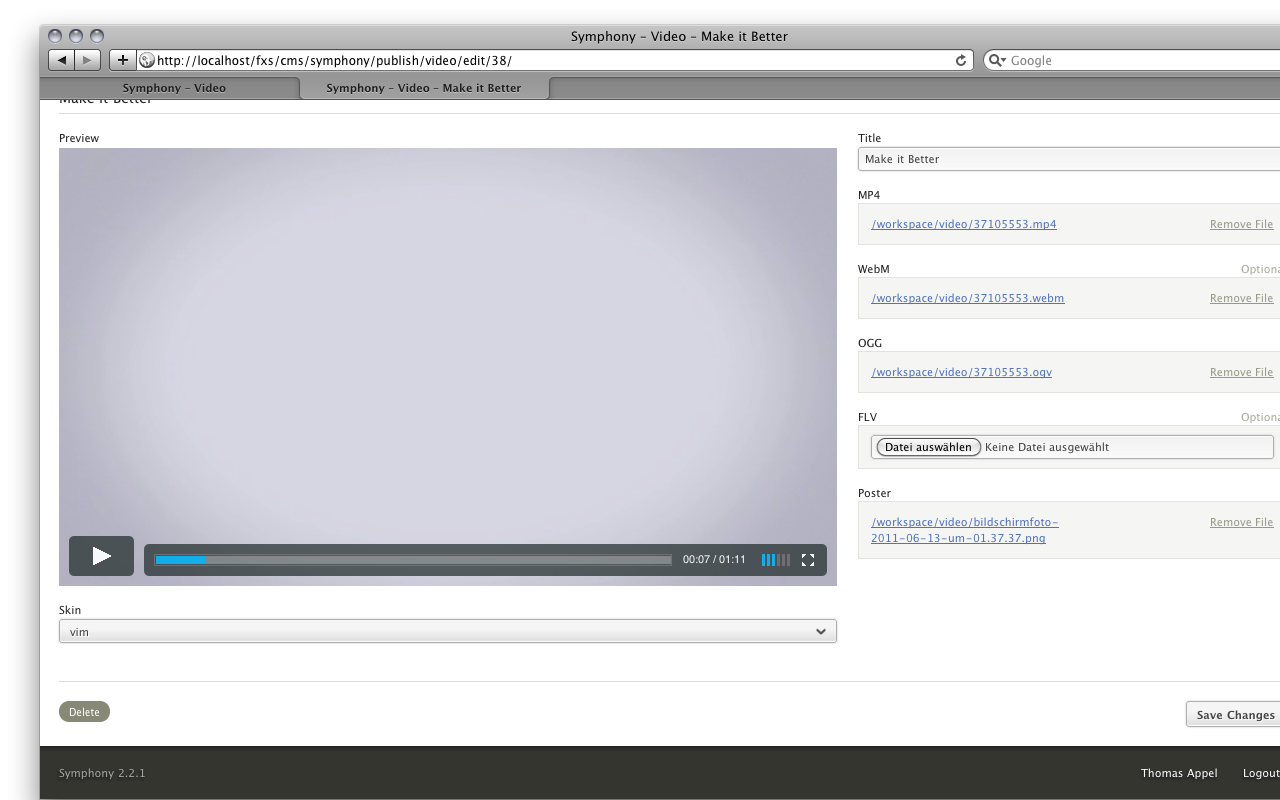 Symphony – Video – Make it Better
http://localhost/fxs/cms/symphony/publish/video/edit/38/
Google
Symphony – Video
Symphony – Video – Make it Better
Make it Better
Preview
Title
Make it Better
MP4
/workspace/video/37105553.mp4
Remove File
WebM
Optiona
/workspace/video/37105553.webm
Remove File
OGG
/workspace/video/37105553.ogv
Remove File
FLV
Optiona
Datei auswählen Keine Datei ausgewählt
Poster
/workspace/video/bildschirmfoto-
2011-06-13-um-01.37.37.png
Remove File
00:07 / 01:11
Skin
vim
Delete
Save Changes
Symphony 2.2.1
Thomas Appel
Logout